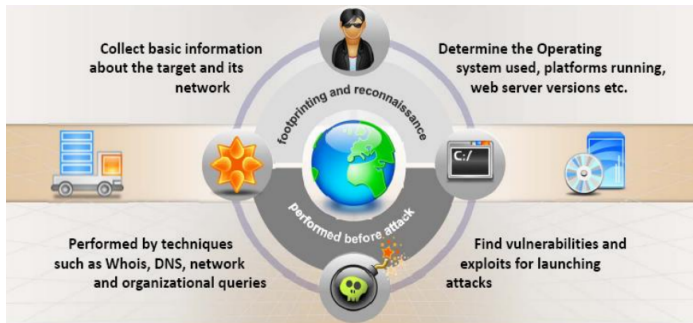 Collect basic information
about the target and its
network
Determine the Operating
system used, platforms running,
web server versions etc.
footprinting and reconnaissance
C:/
performed before attack
Performed by techniques
such as Whois, DNS, network
and organizational queries
Find vulnerabilities and
exploits for launching
attacks